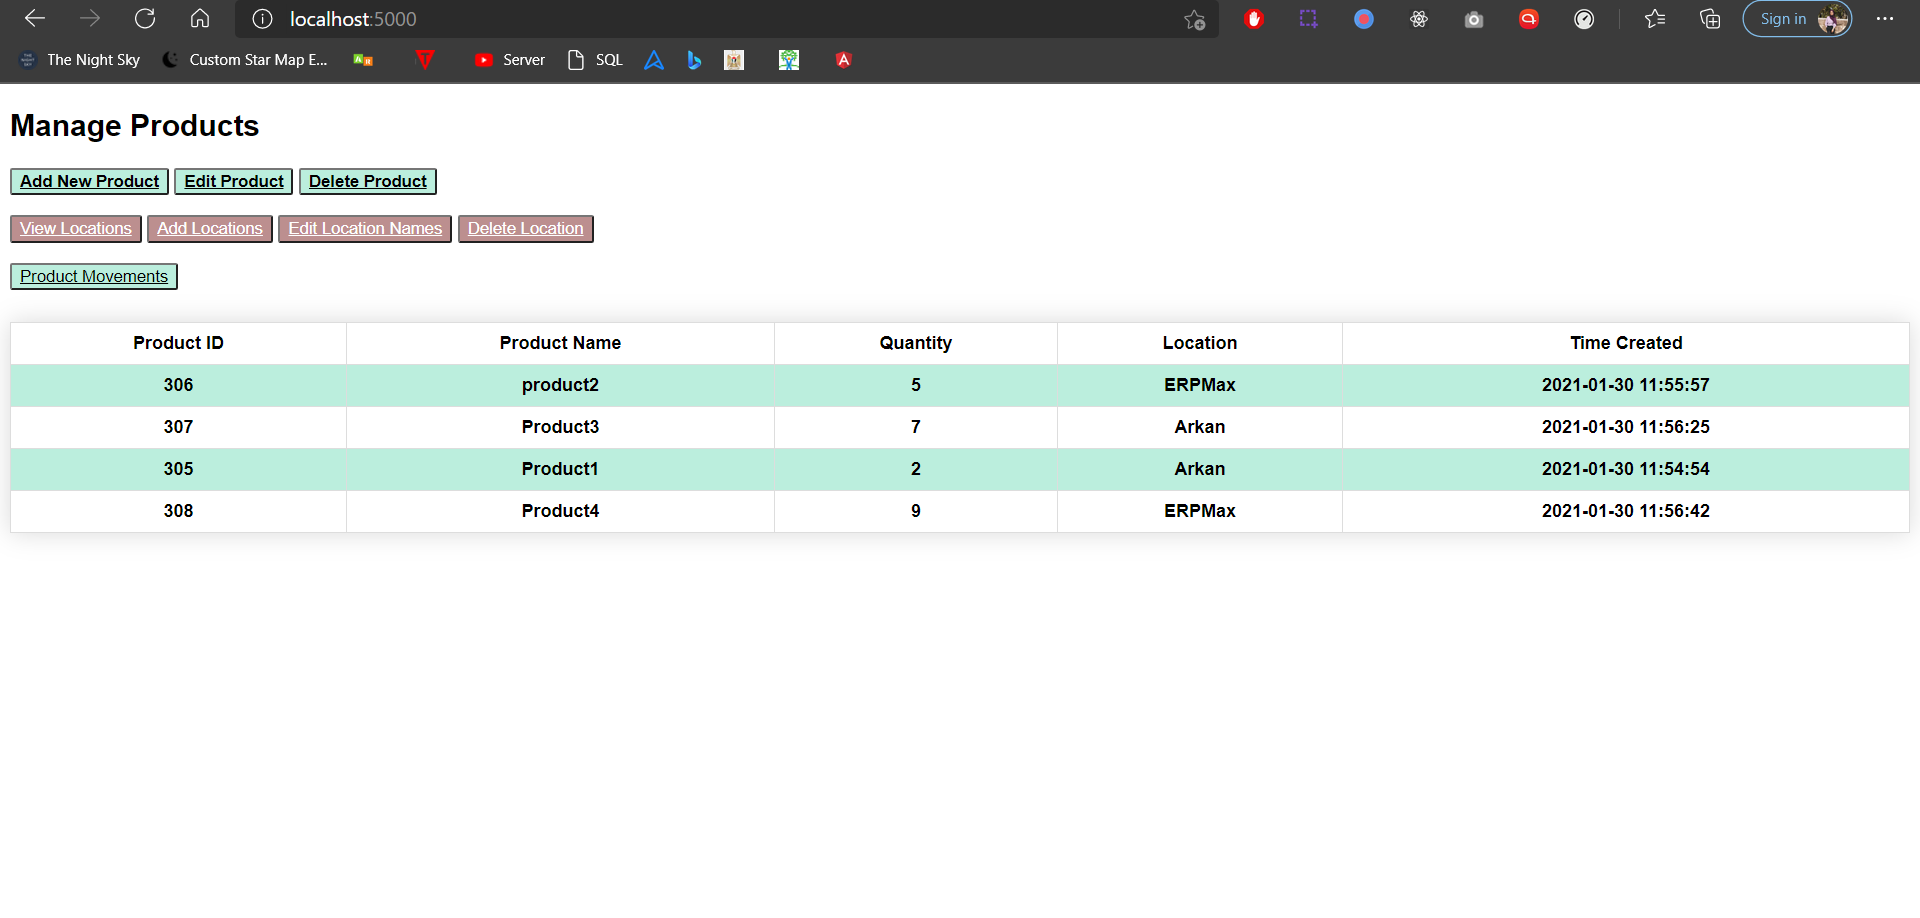 localhost:5000
Sign in
The Night Sky Custom Star Map E... Server SQL
Manage Products
Add New Product Edit Product Delete Product
View Locations Add Locations Edit Location Names Delete Location
Product Movements
Product ID Product Name Quantity Location Time Created
306 product2 5 ERPMax 2021-01-30 11:55:57
307 Product3 7 Arkan 2021-01-30 11:56:25
305 Product1 2 Arkan 2021-01-30 11:54:54
308 Product4 9 ERPMax 2021-01-30 11:56:42